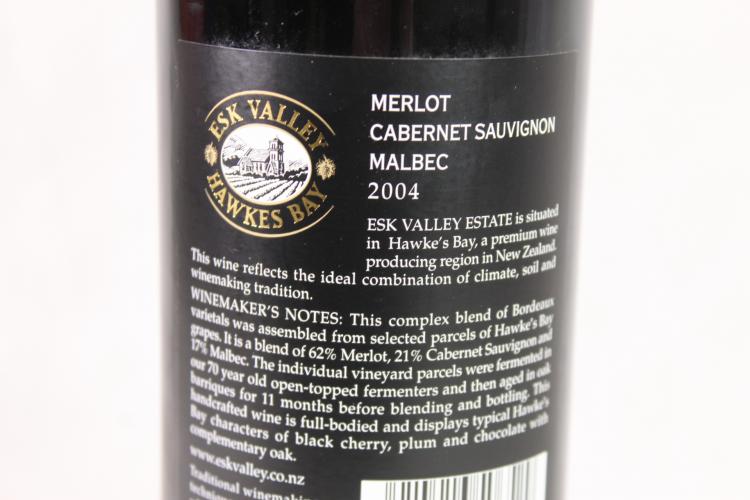 ESK VALLEY
HAWKES BAY
MERLOT
CABERNET SAUVIGNON
MALBEC
2004
ESK VALLEY ESTATE is situated
in Hawke's Bay, a premium wine
producing region in New Zealand.
This wine reflects the ideal combination of climate, soil and
winemaking tradition.
WINEMAKER'S NOTES: This complex blend of Bordeaux
varietals was assembled from selected parcels of Hawke's Bay
grapes. It is a blend of 62% Merlot, 21% Cabernet Sauvignon and
17% Malbec. The individual vineyard parcels were fermented in
our 70 year old open-topped fermenters and then aged in oak
barriques for 11 months before blending and bottling. This
handcrafted wine is full-bodied and displays typical Hawke's
Bay characters of black cherry, plum and chocolate with
complementary oak.
www.eskvalley.co.nz
Traditional winemaking